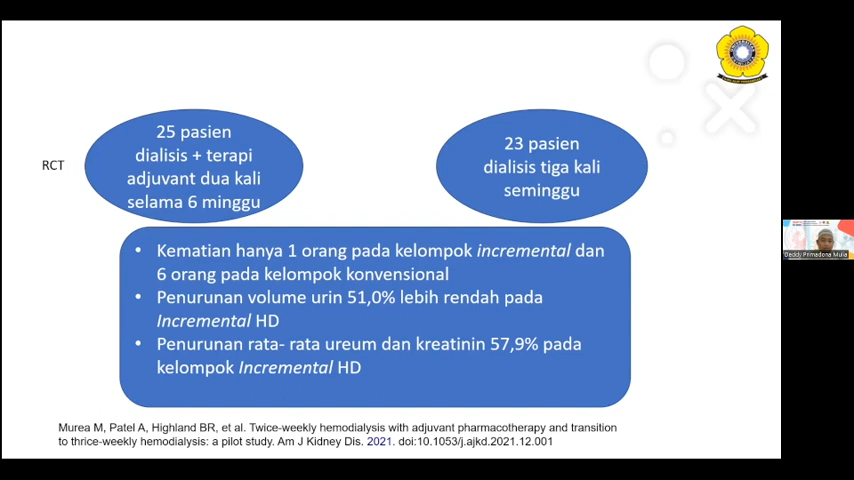 RCT
25 pasien
dialisis + terapi
adjuvant dua kali
selama 6 minggu
23 pasien
dialisis tiga kali
seminggu
• Kematian hanya 1 orang pada kelompok incremental dan
6 orang pada kelompok konvensional
• Penurunan volume urin 51,0% lebih rendah pada
Incremental HD
• Penurunan rata- rata ureum dan kreatinin 57,9% pada
kelompok Incremental HD
Murea M, Patel A, Highland BR, et al. Twice-weekly hemodialysis with adjuvant pharmacotherapy and transition
to thrice-weekly hemodialysis: a pilot study. Am J Kidney Dis. 2021. doi:10.1053/j.ajkd.2021.12.001
Deddy Primadona Mula